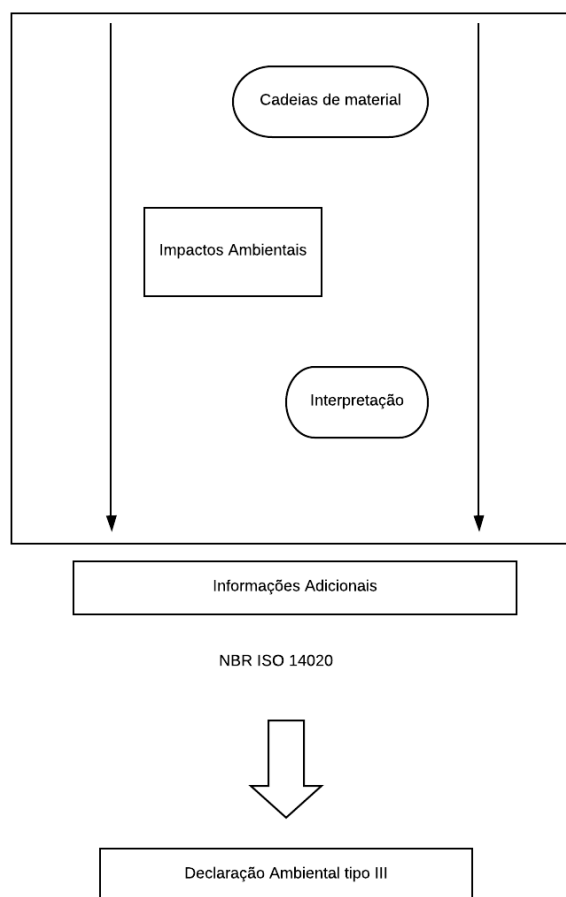 Cadeias de material
Impactos Ambientais
Interpretação
Informações Adicionais
NBR ISO 14020
Declaração Ambiental tipo III